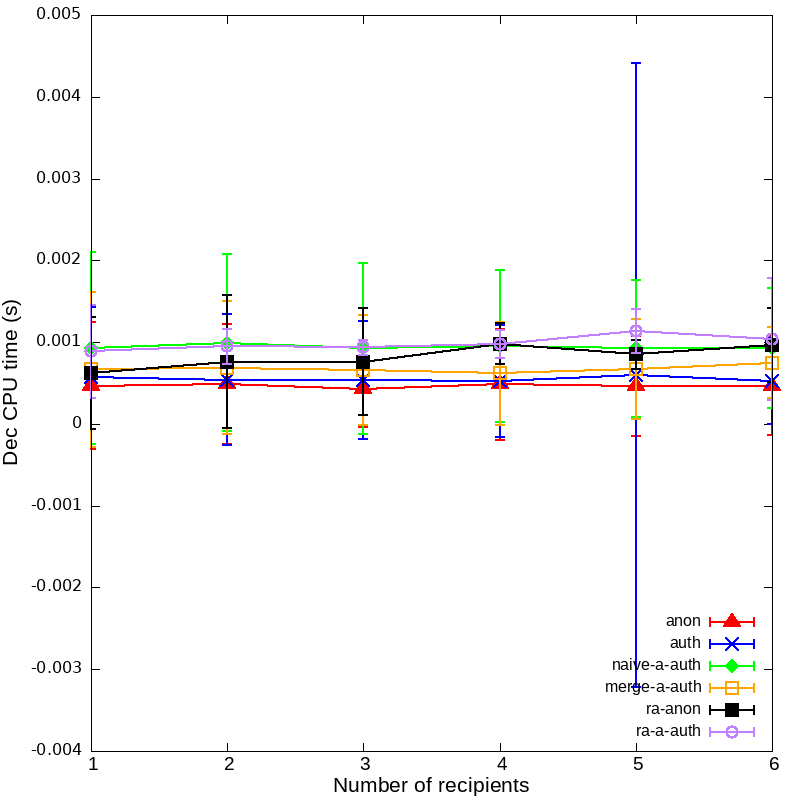 0.005
0.004
0.003
0.002
0.001
0
-0.001
-0.002
-0.003
-0.004
Dec CPU time (s)
anon
auth
naive-a-auth
merge-a-auth
ra-anon
ra-a-auth
1 2 3 4 5 6
Number of recipients